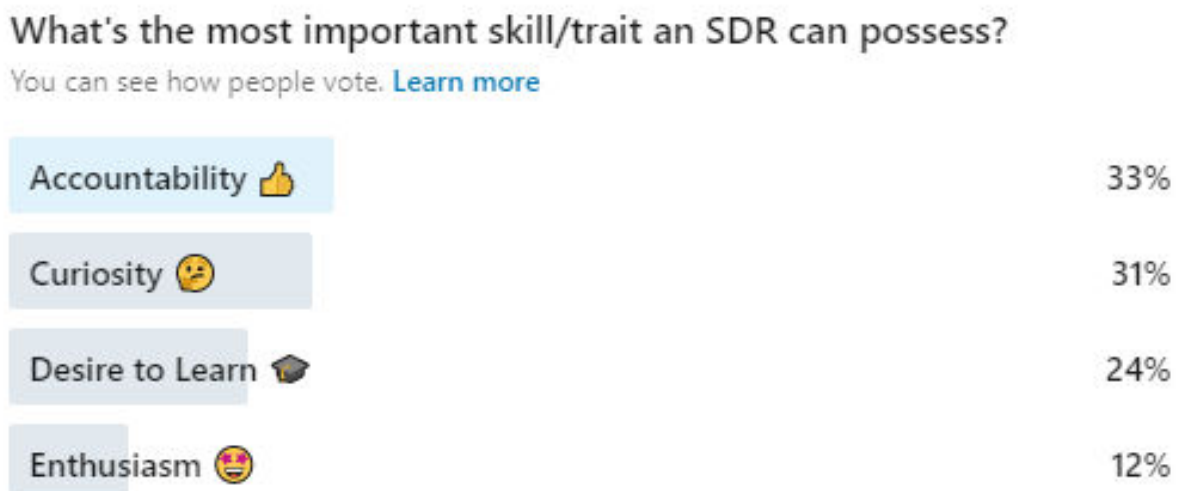 What's the most important skill/trait an SDR can possess?
You can see how people vote. Learn more
Accountability 👍 33%
Curiosity 🤔 31%
Desire to Learn 🎓 24%
Enthusiasm 🤩 12%